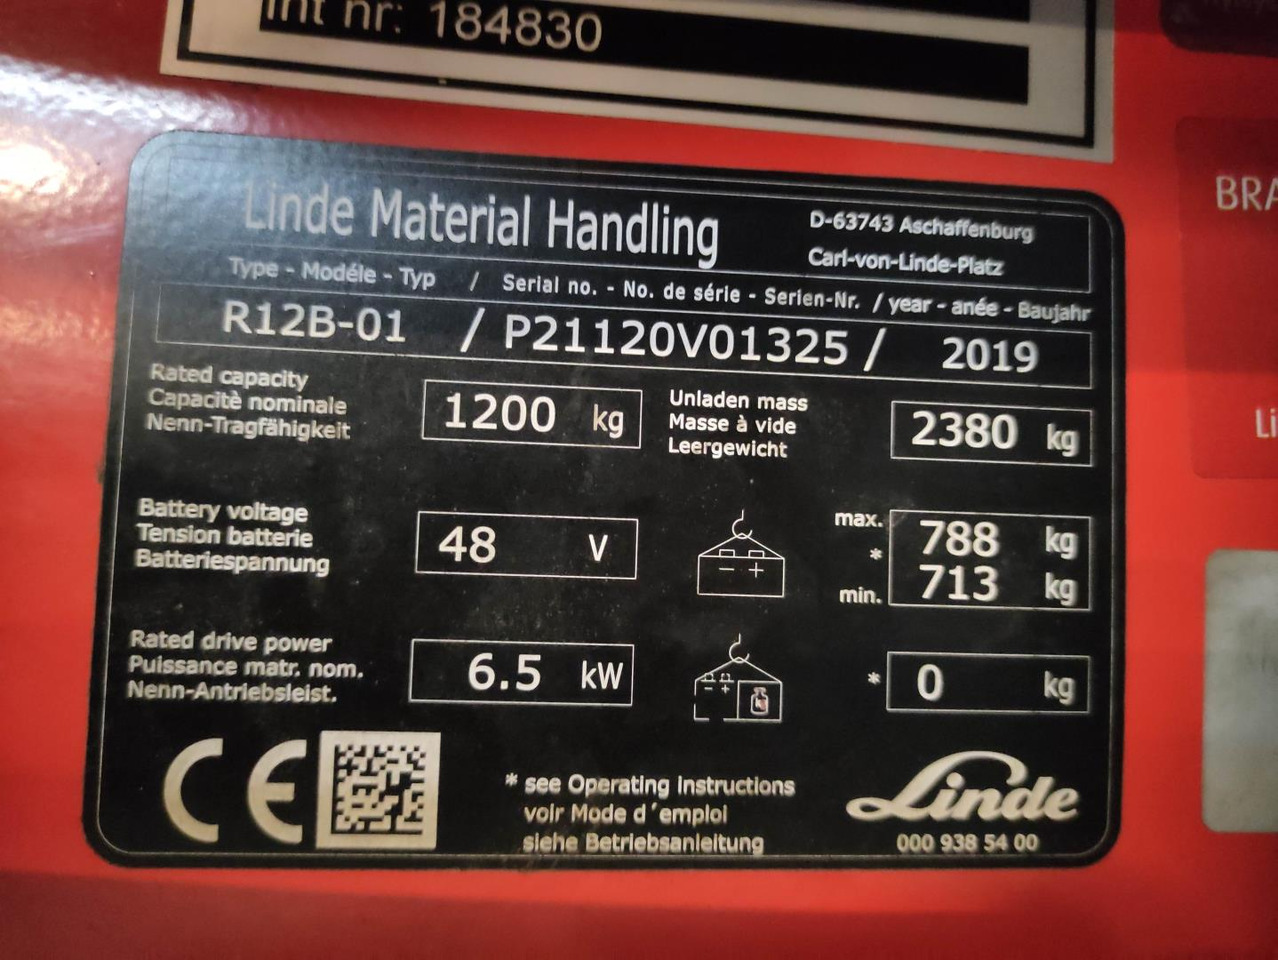 Int nr: 184830
Linde Material Handling
D-63743 Aschaffenburg
Carl-von-Linde-Platz
Type - Modéle - Typ / Serial no. - No. de série - Serien-Nr. / year - anée - Baujahr
R12B-01 / P21120V01325 / 2019
Rated capacity
Capacitè nominale
Nenn-Tragfähigkeit
1200 kg
Unladen mass
Masse à vide
Leergewicht
2380 kg
Battery voltage
Tension batterie
Batteriespannung
48 V
- +
max. 788 kg
*
min. 713 kg
Rated drive power
Puissance matr. nom.
Nenn-Antriebsleist.
6.5 kW
- +
* 0 kg
CE
* see Operating Instructions
voir Mode d´emploi
siehe Betriebsanleitung
Linde
000 938 54 00
BRA
Li